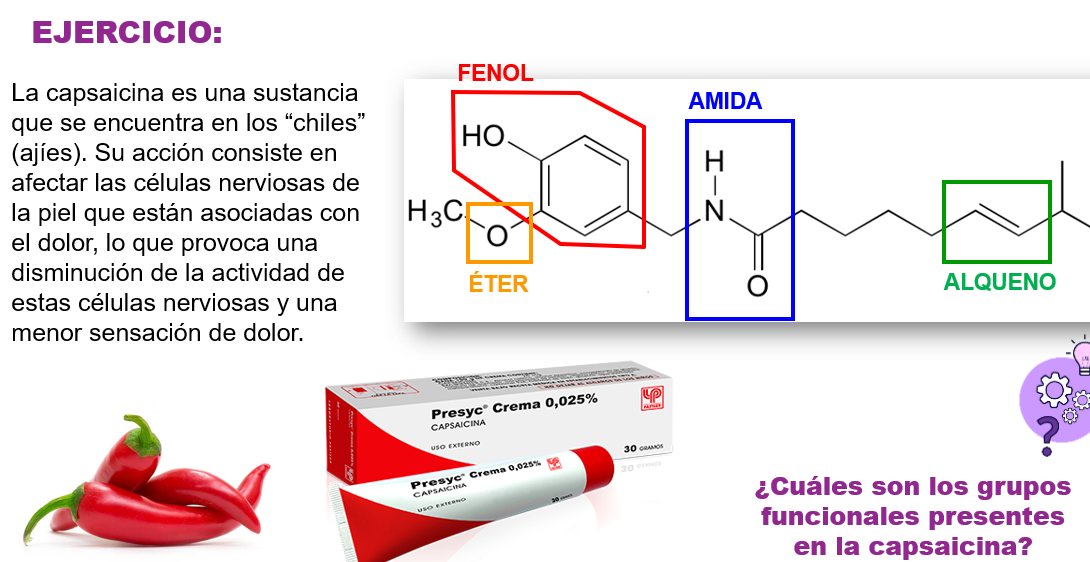 EJERCICIO:
La capsaicina es una sustancia
que se encuentra en los “chiles”
(ajíes). Su acción consiste en
afectar las células nerviosas de
la piel que están asociadas con
el dolor, lo que provoca una
disminución de la actividad de
estas células nerviosas y una
menor sensación de dolor.
FENOL
AMIDA
HO
H
H₃C
N
O
O
ÉTER
ALQUENO
Presyc® Crema 0,025%
CAPSAICINA
USO EXTERNO
30 GRAMOS
Presyc® Crema 0,025%
CAPSAICINA
USO EXTERNO
¿Cuáles son los grupos
funcionales presentes
en la capsaicina?